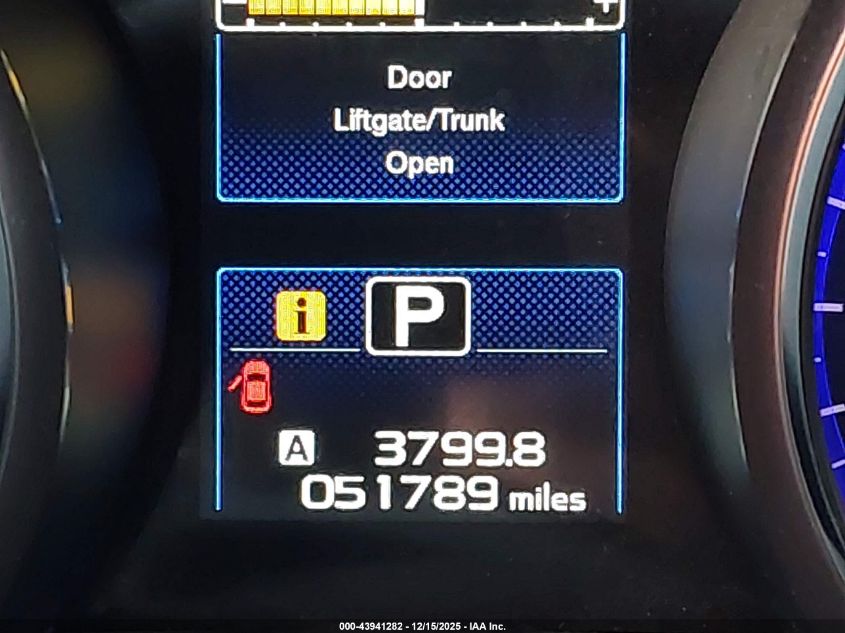 Door
Liftgate/Trunk
Open
i
P
A 3799.8
051789 miles
000-43941282 - 12/15/2025 - IAA Inc.